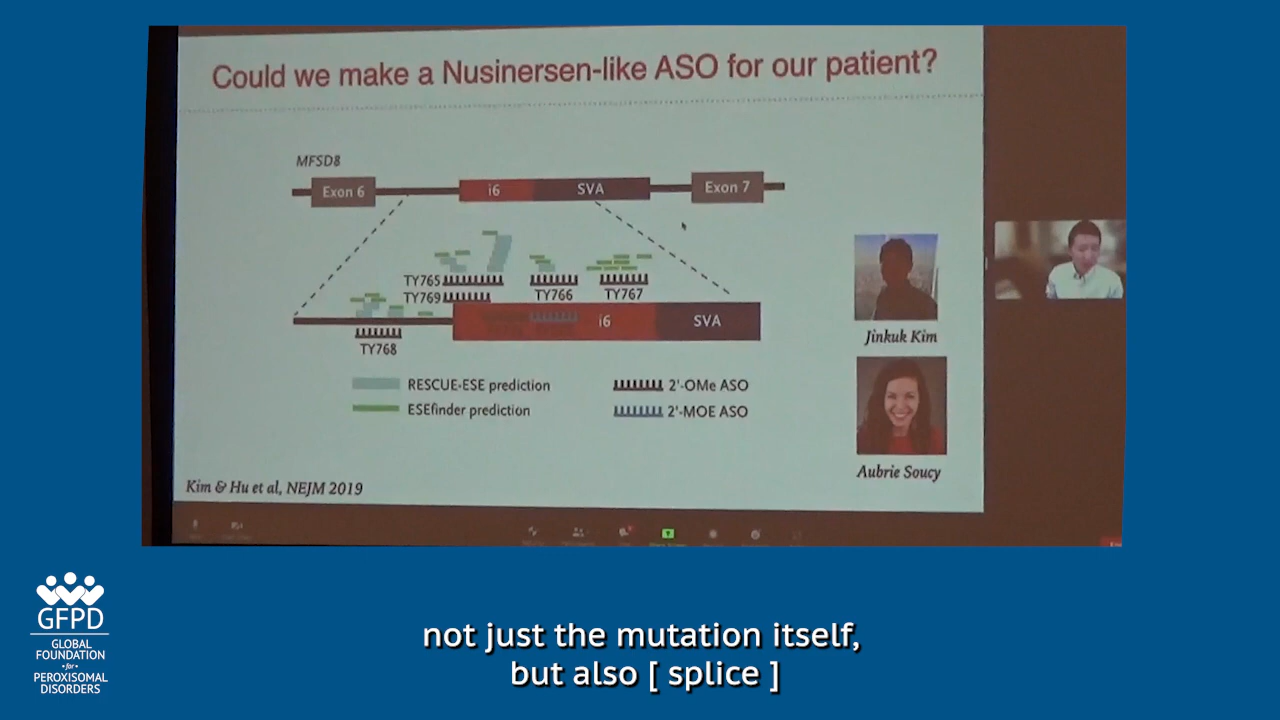 Could we make a Nusinersen-like ASO for our patient?
MFSD8
Exon 6
i6
SVA
Exon 7
TY765
TY769
TY766
TY767
i6
SVA
TY768
RESCUE-ESE prediction
2'-OMe ASO
ESEfinder prediction
2'-MOE ASO
Jinkuk Kim
Aubrie Soucy
Kim & Hu et al, NEJM 2019
GFPD
GLOBAL
FOUNDATION
for
PEROXISOMAL
DISORDERS
not just the mutation itself,
but also [ splice ]